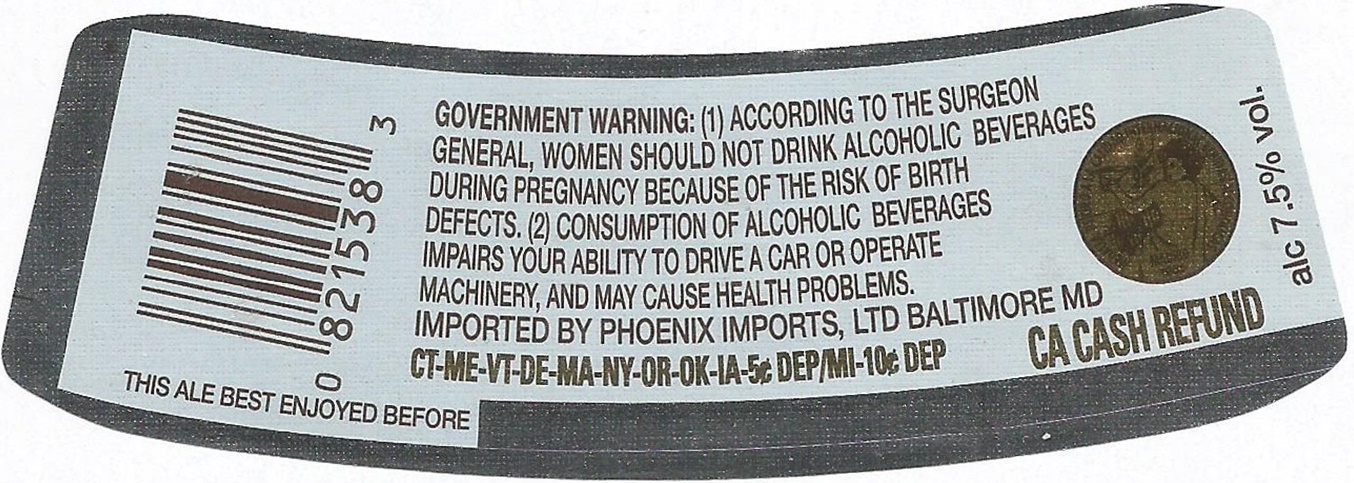 GOVERNMENT WARNING: (1) ACCORDING TO THE SURGEON
GENERAL, WOMEN SHOULD NOT DRINK ALCOHOLIC BEVERAGES
DURING PREGNANCY BECAUSE OF THE RISK OF BIRTH
DEFECTS. (2) CONSUMPTION OF ALCOHOLIC BEVERAGES
IMPAIRS YOUR ABILITY TO DRIVE A CAR OR OPERATE
MACHINERY, AND MAY CAUSE HEALTH PROBLEMS.
IMPORTED BY PHOENIX IMPORTS, LTD BALTIMORE MD
CT-ME-VT-DE-MA-NY-OR-OK-IA-5¢ DEP/MI-10¢ DEP
CA CASH REFUND
alc 7.5% vol.
0 821538 3
THIS ALE BEST ENJOYED BEFORE